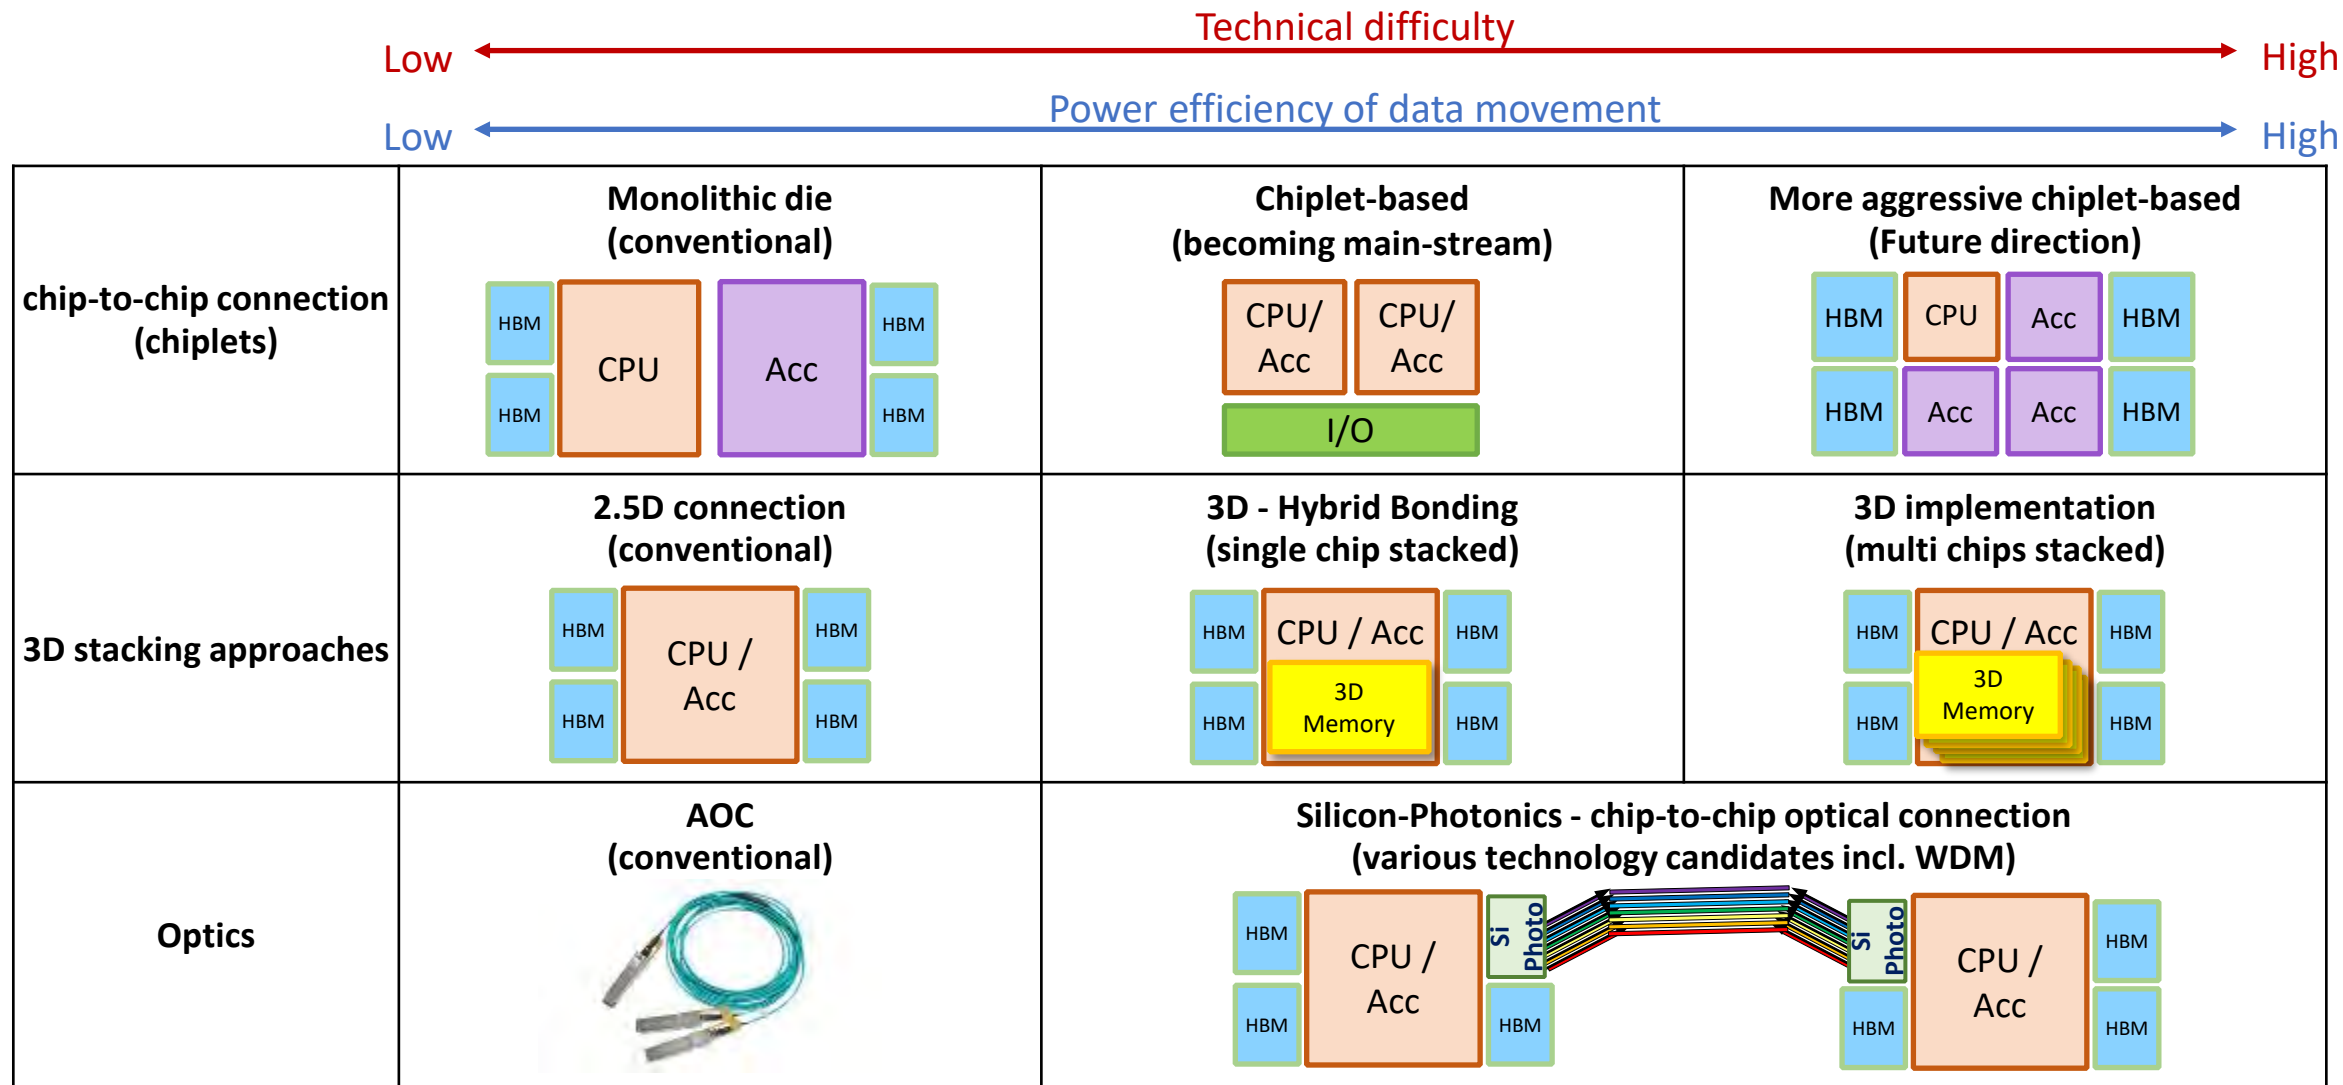 Technical difficulty
Low
High
Power efficiency of data movement
Low
High
chip-to-chip connection
(chiplets)
Monolithic die
(conventional)
HBM
HBM
CPU
Acc
HBM
HBM
Chiplet-based
(becoming main-stream)
CPU/
Acc
CPU/
Acc
I/O
More aggressive chiplet-based
(Future direction)
HBM
CPU
Acc
HBM
HBM
Acc
Acc
HBM
3D stacking approaches
2.5D connection
(conventional)
HBM
HBM
CPU /
Acc
HBM
HBM
3D - Hybrid Bonding
(single chip stacked)
HBM
CPU / Acc
HBM
HBM
3D
Memory
HBM
3D implementation
(multi chips stacked)
HBM
CPU / Acc
HBM
HBM
3D
Memory
HBM
Optics
AOC
(conventional)
Silicon-Photonics - chip-to-chip optical connection
(various technology candidates incl. WDM)
HBM
HBM
CPU /
Acc
Si
Photo
HBM
Si
Photo
HBM
CPU /
Acc
HBM
HBM